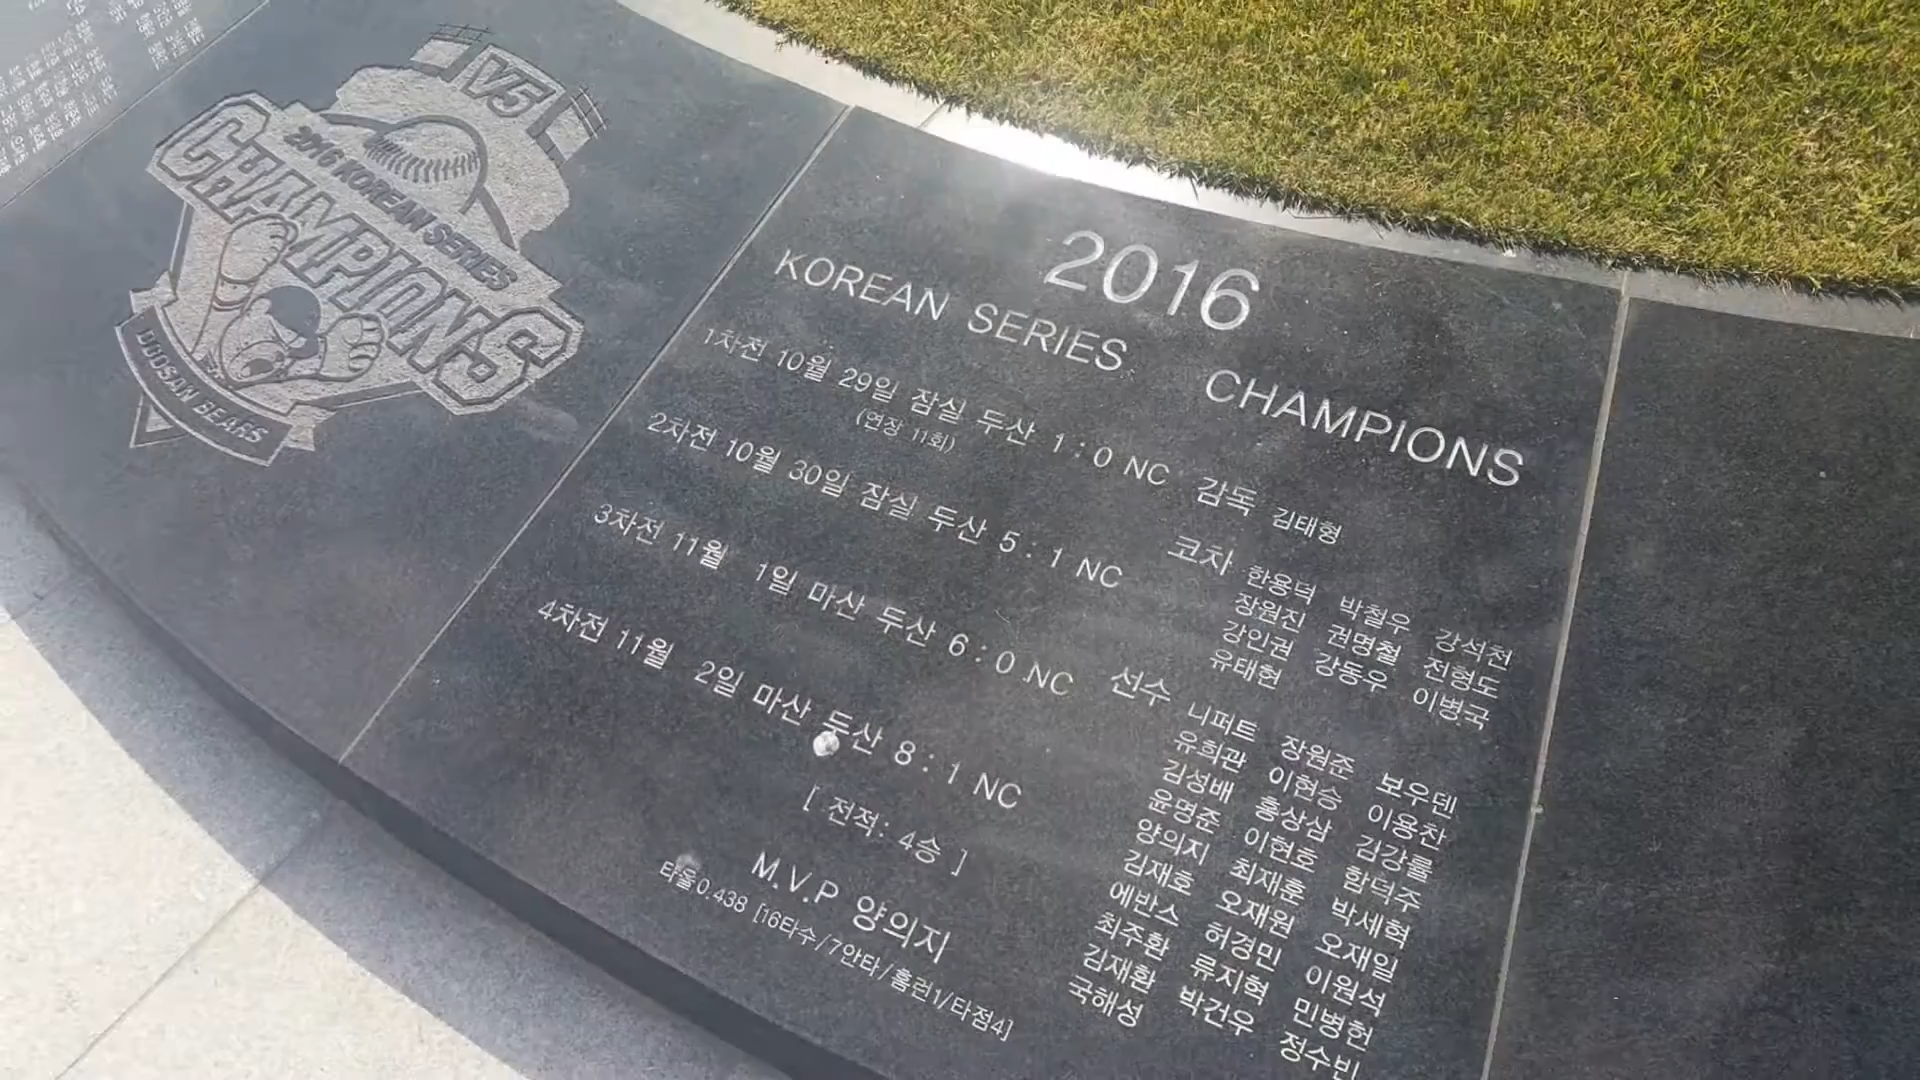 V5
2016 KOREAN SERIES
CHAMPIONS
DOOSAN BEARS
2016
KOREAN SERIES CHAMPIONS
1차전 10월 29일 잠실 두산 1 : 0 NC
(연장 11회)
2차전 10월 30일 잠실 두산 5 : 1 NC
3차전 11월 1일 마산 두산 6 : 0 NC
4차전 11월 2일 마산 두산 8 : 1 NC
[ 전적: 4승 ]
M.V.P 양의지
타율0.438 [16타수/7안타/홈런1/타점4]
감독 김태형
코치 한용덕 박철우 강석천
장원진 권명철 전형도
강인권 강동우 이병국
유태현
선수 니퍼트 장원준 보우덴
유희관 이현승 이용찬
김성배 홍상삼 김강률
윤명준 이현호 함덕주
양의지 최재훈 박세혁
김재호 오재원 오재일
에반스 허경민 이원석
최주환 류지혁 민병헌
김재환 박건우 정수빈
국해성